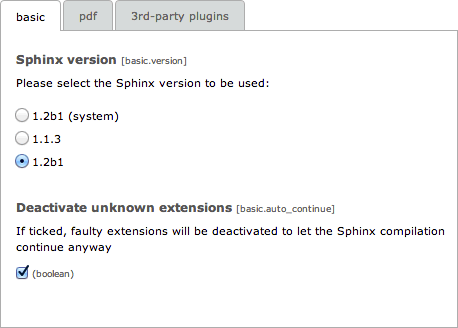 basic
pdf
3rd-party plugins
Sphinx version [basic.version]
Please select the Sphinx version to be used:
1.2b1 (system)
1.1.3
1.2b1
Deactivate unknown extensions [basic.auto_continue]
If ticked, faulty extensions will be deactivated to let the Sphinx compilation
continue anyway
(boolean)